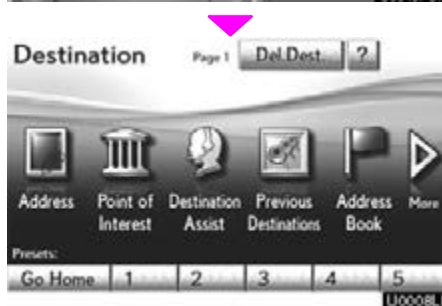 Destination Page 1 Del.Dest. ?
Address Point of Interest Destination Assist Previous Destinations Address Book More
Presets:
Go Home 1 2 3 4 5
U0008L